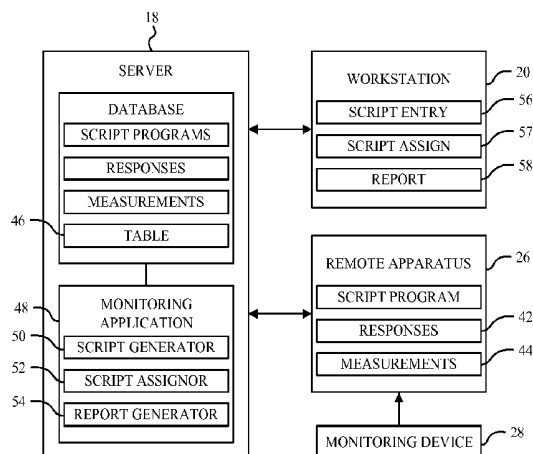 18
SERVER
DATABASE
SCRIPT PROGRAMS
RESPONSES
MEASUREMENTS
46
TABLE
48
MONITORING
APPLICATION
50
SCRIPT GENERATOR
52
SCRIPT ASSIGNOR
54
REPORT GENERATOR
WORKSTATION
20
SCRIPT ENTRY
56
SCRIPT ASSIGN
57
REPORT
58
REMOTE APPARATUS
26
SCRIPT PROGRAM
RESPONSES
42
MEASUREMENTS
44
MONITORING DEVICE
28